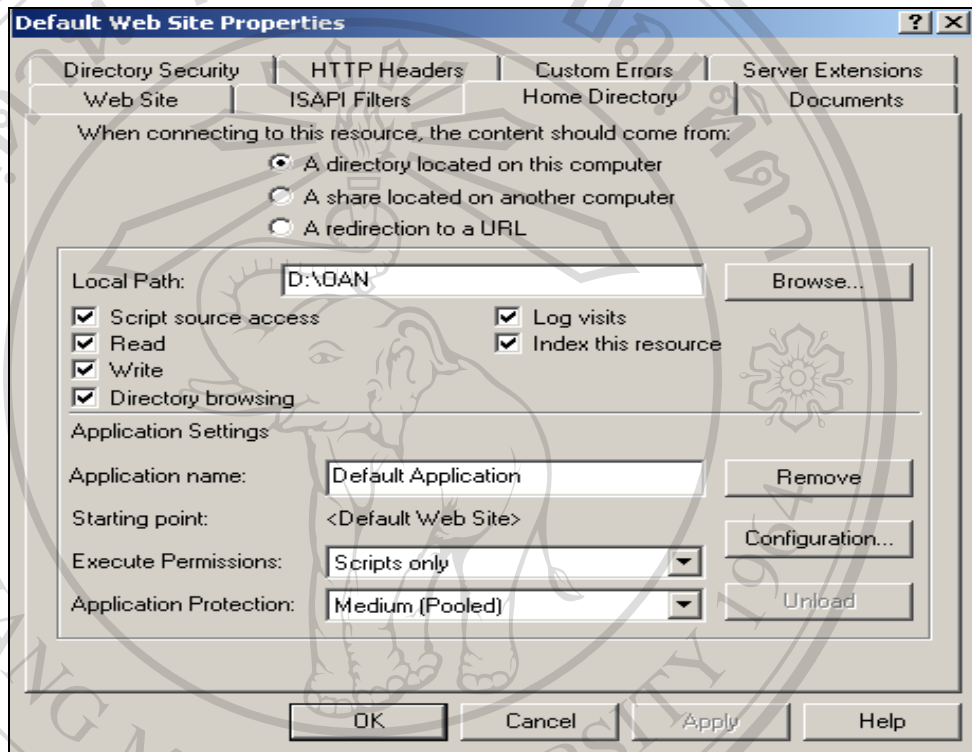 Default Web Site Properties
Directory Security HTTP Headers Custom Errors Server Extensions
Web Site ISAPI Filters Home Directory Documents
When connecting to this resource, the content should come from:
A directory located on this computer
A share located on another computer
A redirection to a URL
Local Path: D:\OAN Browse...
Script source access Log visits
Read Index this resource
Write
Directory browsing
Application Settings
Application name: Default Application Remove
Starting point: <Default Web Site>
Configuration...
Execute Permissions: Scripts only
Application Protection: Medium (Pooled) Unload
OK Cancel Apply Help
ANG M
SITY 1964